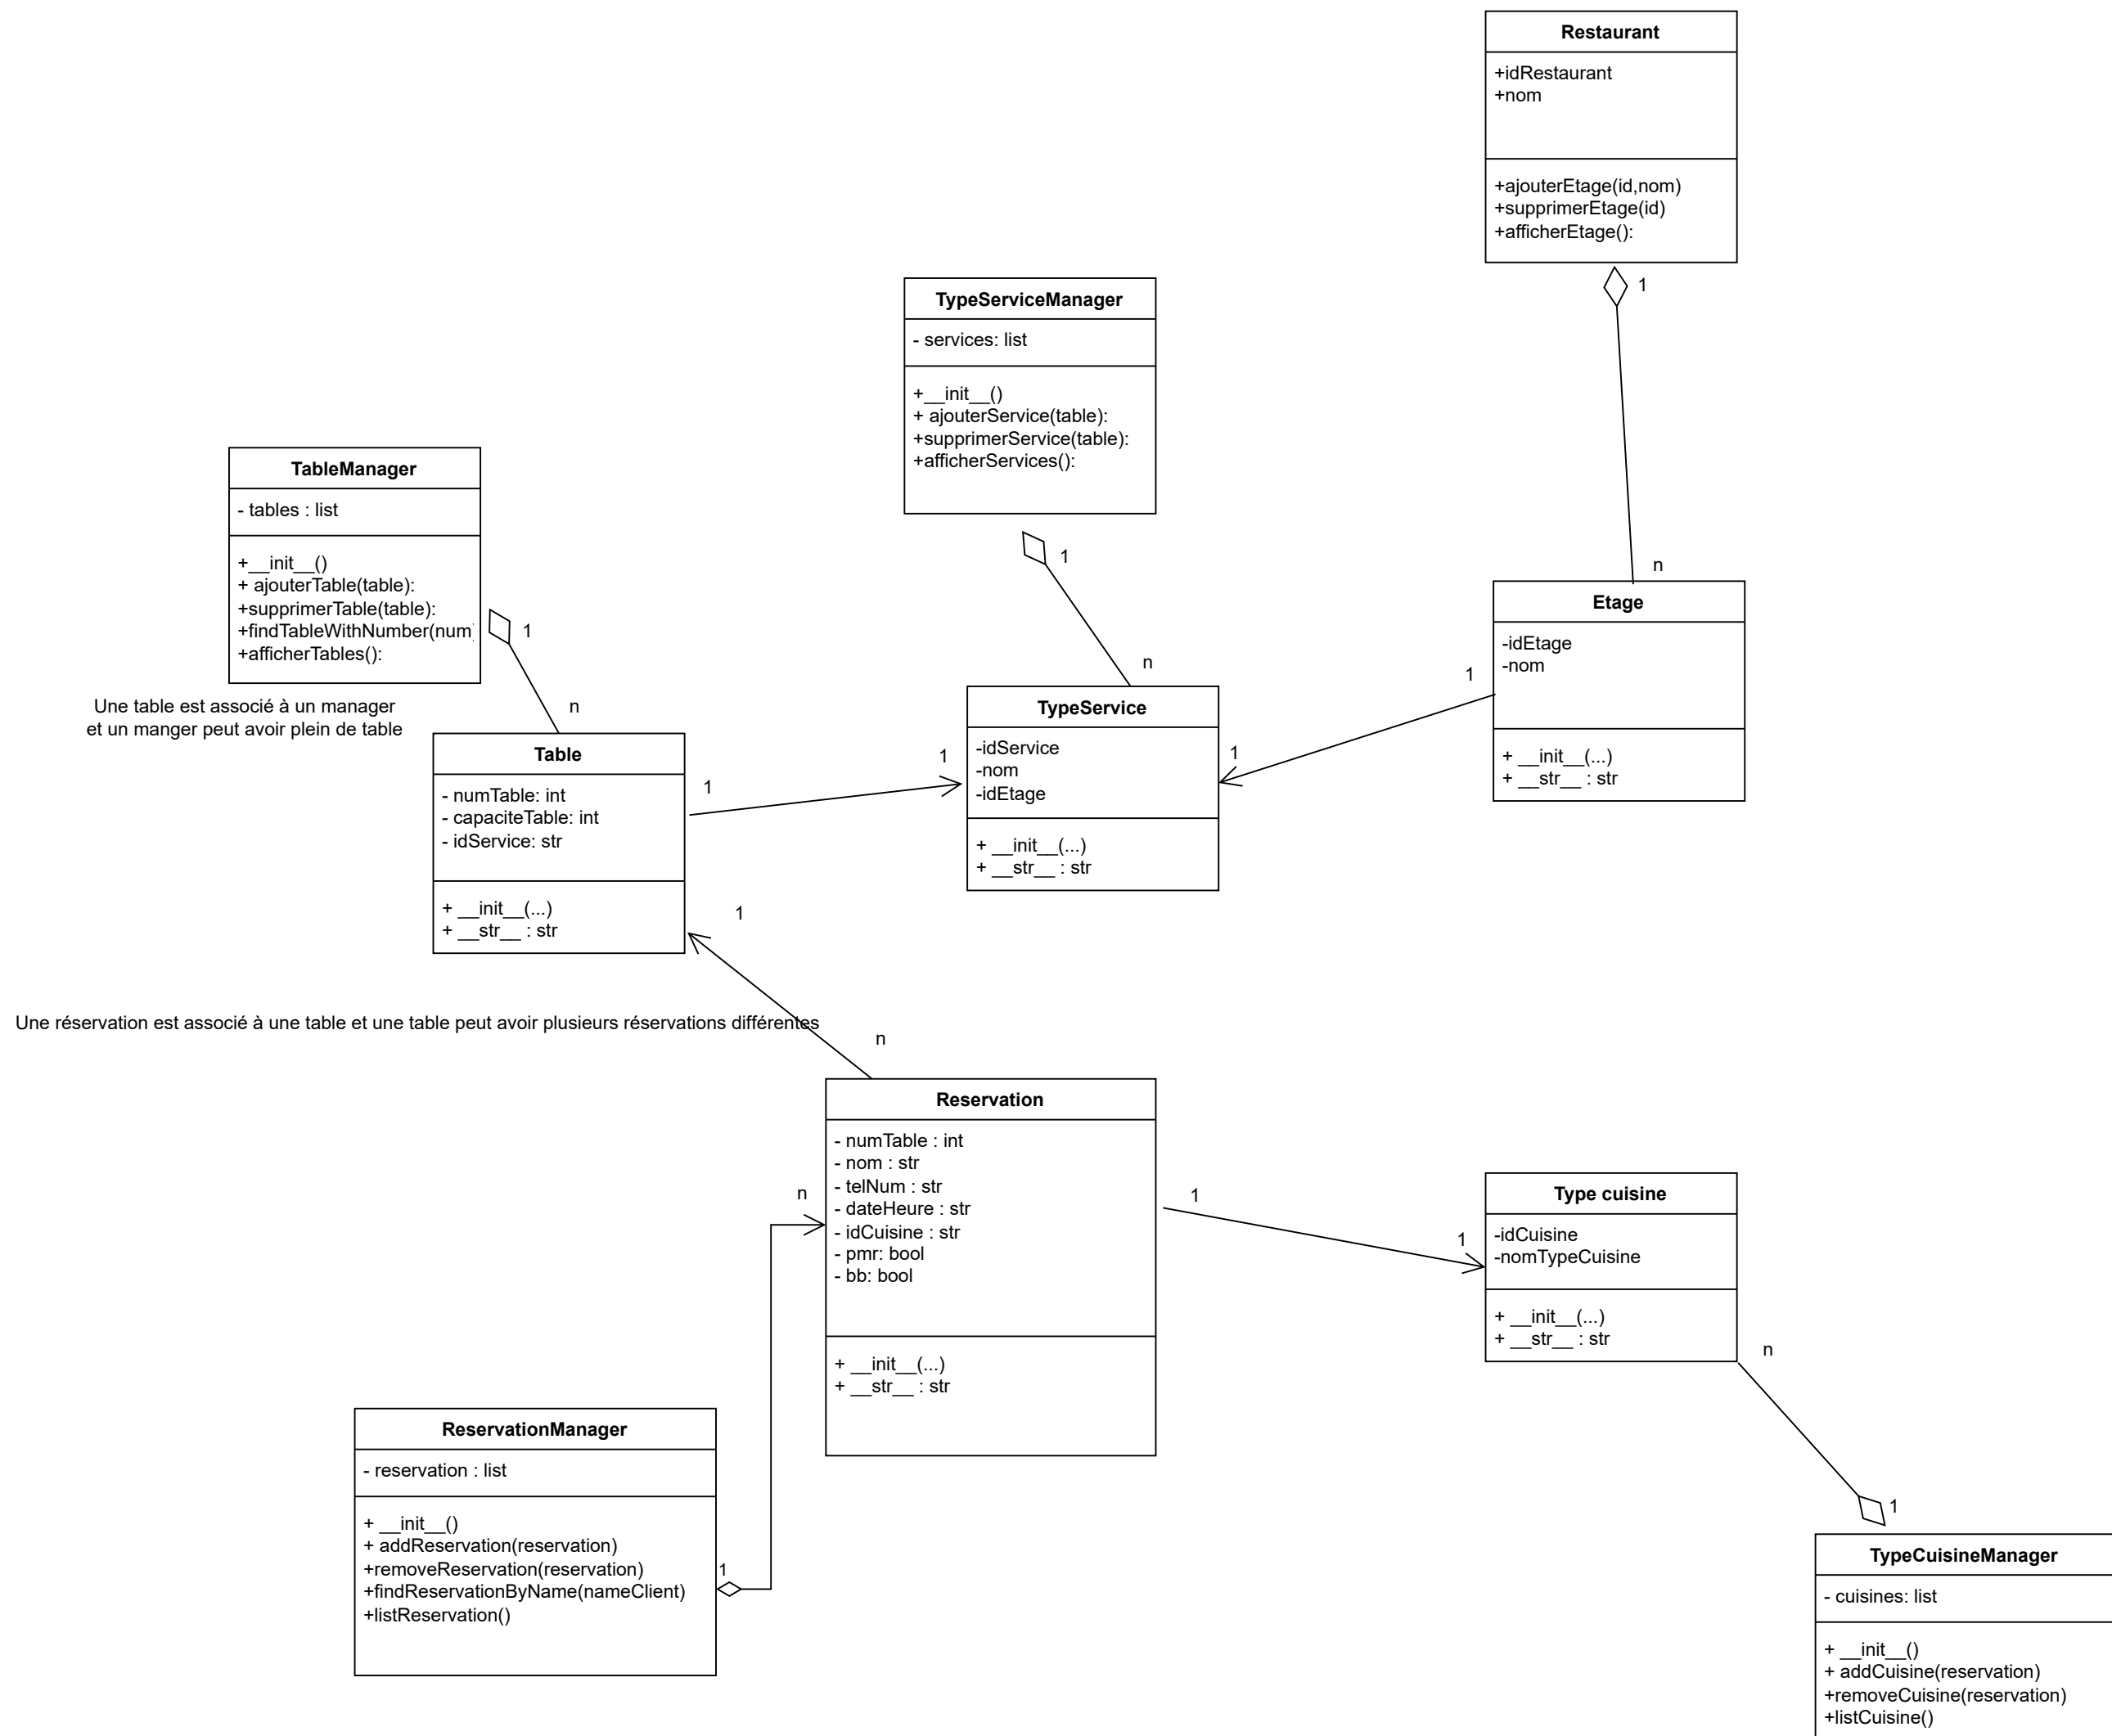 Restaurant
+idRestaurant
+nom
+ajouterEtage(id,nom)
+supprimerEtage(id)
+afficherEtage():
1
n
TypeServiceManager
- services: list
+__init__()
+ ajouterService(table):
+supprimerService(table):
+afficherServices():
1
n
TableManager
- tables : list
+__init__()
+ ajouterTable(table):
+supprimerTable(table):
+findTableWithNumber(num)
+afficherTables():
1
n
Une table est associé à un manager
et un manger peut avoir plein de table
Etage
-idEtage
-nom
+ __init__(...)
+ __str__ : str
1
1
TypeService
-idService
-nom
-idEtage
+ __init__(...)
+ __str__ : str
1
1
Table
- numTable: int
- capaciteTable: int
- idService: str
+ __init__(...)
+ __str__ : str
1
Une réservation est associé à une table et une table peut avoir plusieurs réservations différentes
n
Reservation
- numTable : int
- nom : str
- telNum : str
- dateHeure : str
- idCuisine : str
- pmr: bool
- bb: bool
+ __init__(...)
+ __str__ : str
n
1
1
Type cuisine
-idCuisine
-nomTypeCuisine
+ __init__(...)
+ __str__ : str
n
1
ReservationManager
- reservation : list
+ __init__()
+ addReservation(reservation)
+removeReservation(reservation)
+findReservationByName(nameClient)
+listReservation()
1
TypeCuisineManager
- cuisines: list
+ __init__()
+ addCuisine(reservation)
+removeCuisine(reservation)
+listCuisine()